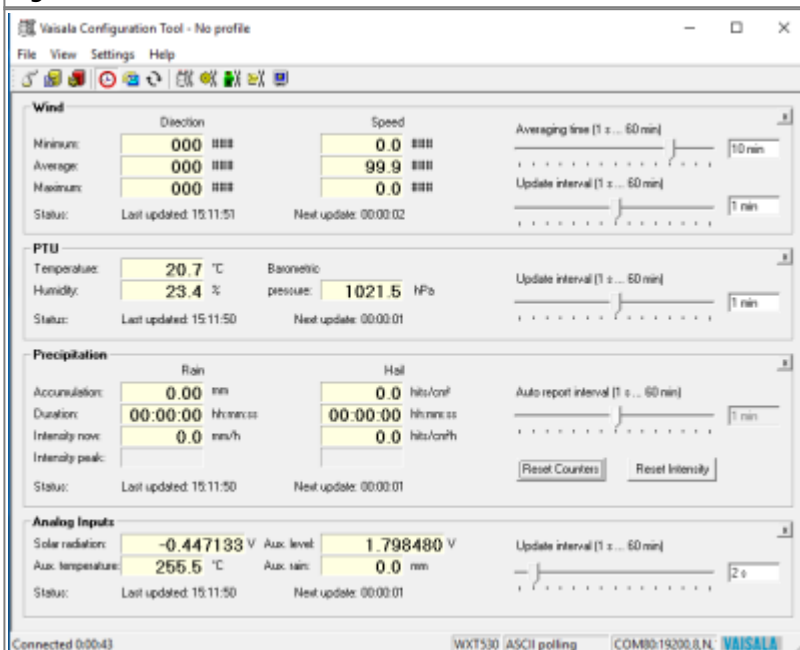 Vaisala Configuration Tool - No profile
File View Settings Help
Wind
Direction Speed
Averaging time (1 s ... 60 min)
Minimum: 000 ### 0.0 ###
10 min
Average: 000 ### 99.9 ###
Maximum: 000 ### 0.0 ###
Update interval (1 s ... 60 min)
1 min
Status: Last updated: 15:11:51 Next update: 00:00:02
PTU
Temperature: 20.7 °C Barometric
Humidity: 23.4 % pressure: 1021.5 hPa
Update interval (1 s ... 60 min)
1 min
Status: Last updated: 15:11:50 Next update: 00:00:01
Precipitation
Rain Hail
Accumulation: 0.00 mm 0.0 hits/cm²
Auto report interval (1 s ... 60 min)
Duration: 00:00:00 hh:mm:ss 00:00:00 hh:mm:ss
1 min
Intensity now: 0.0 mm/h 0.0 hits/cm²h
Intensity peak:
Reset Counters Reset Intensity
Status: Last updated: 15:11:50 Next update: 00:00:01
Analog Inputs
Solar radiation: -0.447133 V Aux. level: 1.798480 V
Update interval (1 s ... 60 min)
Aux. temperature: 255.5 °C Aux. rain: 0.0 mm
2 s
Status: Last updated: 15:11:50 Next update: 00:00:01
Connected 0:00:43 WXT530 ASCII polling COM80:19200,8,N, VAISALA